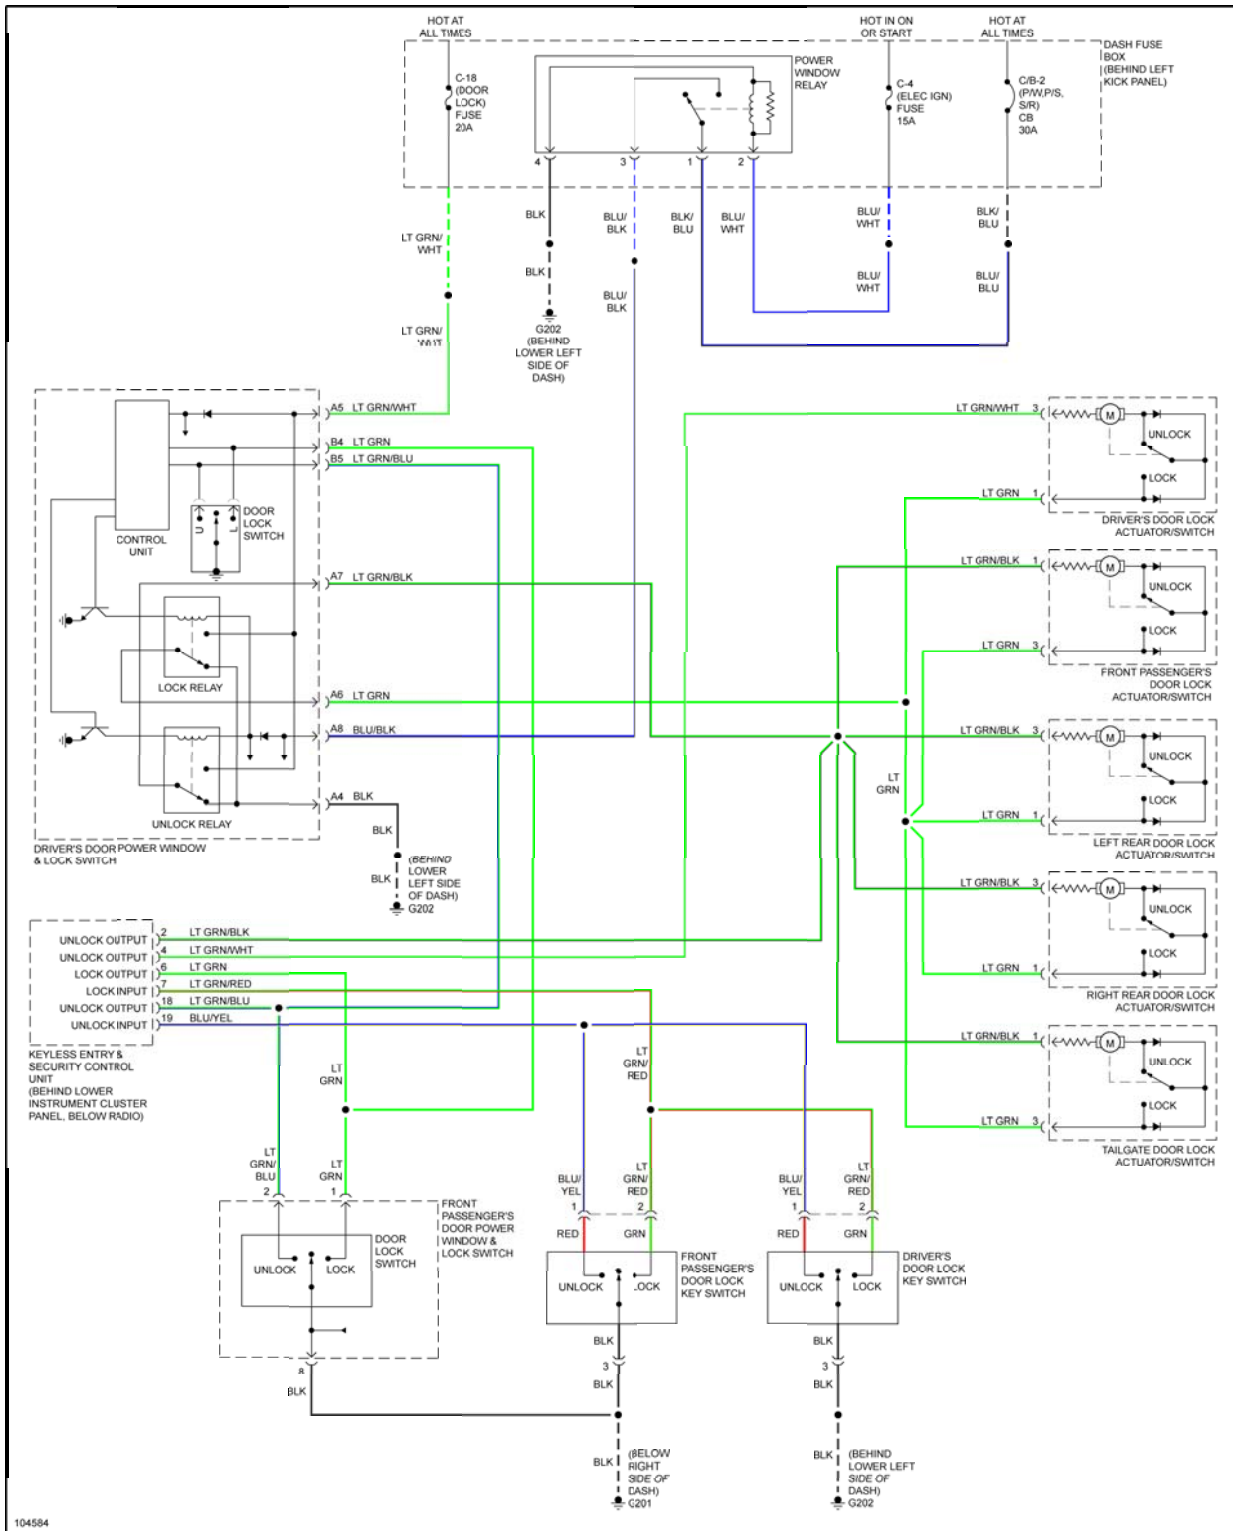 HOT AT
ALL TIMES
HOT IN ON
OR START
HOT AT
ALL TIMES
DASH FUSE
BOX
(BEHIND LEFT
KICK PANEL)
C-18
(DOOR
LOCK)
FUSE
20A
POWER
WINDOW
RELAY
C-4
(ELEC IGN)
FUSE
15A
C/B-2
(P/W,P/S,
S/R)
CB
30A
4
3
1
2
BLK
BLU/
BLK
BLK/
BLU
BLU/
WHT
BLU/
WHT
BLK/
BLU
LT GRN/
WHT
BLK
BLU/
BLK
BLU/
WHT
BLU/
BLU
LT GRN/
WHT
G202
(BEHIND
LOWER LEFT
SIDE OF
DASH)
A5 LT GRN/WHT
B4 LT GRN
B5 LT GRN/BLU
DOOR
LOCK
SWITCH
U
L
CONTROL
UNIT
A7 LT GRN/BLK
LOCK RELAY
A6 LT GRN
A8 BLU/BLK
A4 BLK
UNLOCK RELAY
DRIVER'S DOOR POWER WINDOW
& LOCK SWITCH
BLK
BLK
(BEHIND
LOWER
LEFT SIDE
OF DASH)
G202
LT GRN/WHT 3
M
UNLOCK
LOCK
LT GRN 1
DRIVER'S DOOR LOCK
ACTUATOR/SWITCH
LT GRN/BLK 1
M
UNLOCK
LOCK
LT GRN 3
FRONT PASSENGER'S
DOOR LOCK
ACTUATOR/SWITCH
LT GRN/BLK 3
M
UNLOCK
LOCK
LT
GRN
LT GRN 1
LEFT REAR DOOR LOCK
ACTUATOR/SWITCH
LT GRN/BLK 3
M
UNLOCK
LOCK
LT GRN 1
RIGHT REAR DOOR LOCK
ACTUATOR/SWITCH
LT GRN/BLK 1
M
UNLOCK
LOCK
LT GRN 3
TAILGATE DOOR LOCK
ACTUATOR/SWITCH
UNLOCK OUTPUT 2 LT GRN/BLK
UNLOCK OUTPUT 4 LT GRN/WHT
LOCK OUTPUT 6 LT GRN
LOCK INPUT 7 LT GRN/RED
UNLOCK OUTPUT 18 LT GRN/BLU
UNLOCK INPUT 19 BLU/YEL
KEYLESS ENTRY &
SECURITY CONTROL
UNIT
(BEHIND LOWER
INSTRUMENT CLUSTER
PANEL, BELOW RADIO)
LT
GRN
LT
GRN/
RED
LT
GRN/
BLU
2
LT
GRN
1
FRONT
PASSENGER'S
DOOR POWER
WINDOW &
LOCK SWITCH
DOOR
LOCK
SWITCH
UNLOCK
LOCK
8
BLK
BLU/
YEL
1
LT
GRN/
RED
2
RED
GRN
UNLOCK
LOCK
FRONT
PASSENGER'S
DOOR LOCK
KEY SWITCH
BLK
3
BLK
BLK
(BELOW
RIGHT
SIDE OF
DASH)
G201
BLU/
YEL
1
LT
GRN/
RED
2
RED
GRN
UNLOCK
LOCK
DRIVER'S
DOOR LOCK
KEY SWITCH
BLK
3
BLK
BLK
(BEHIND
LOWER LEFT
SIDE OF
DASH)
G202
104584